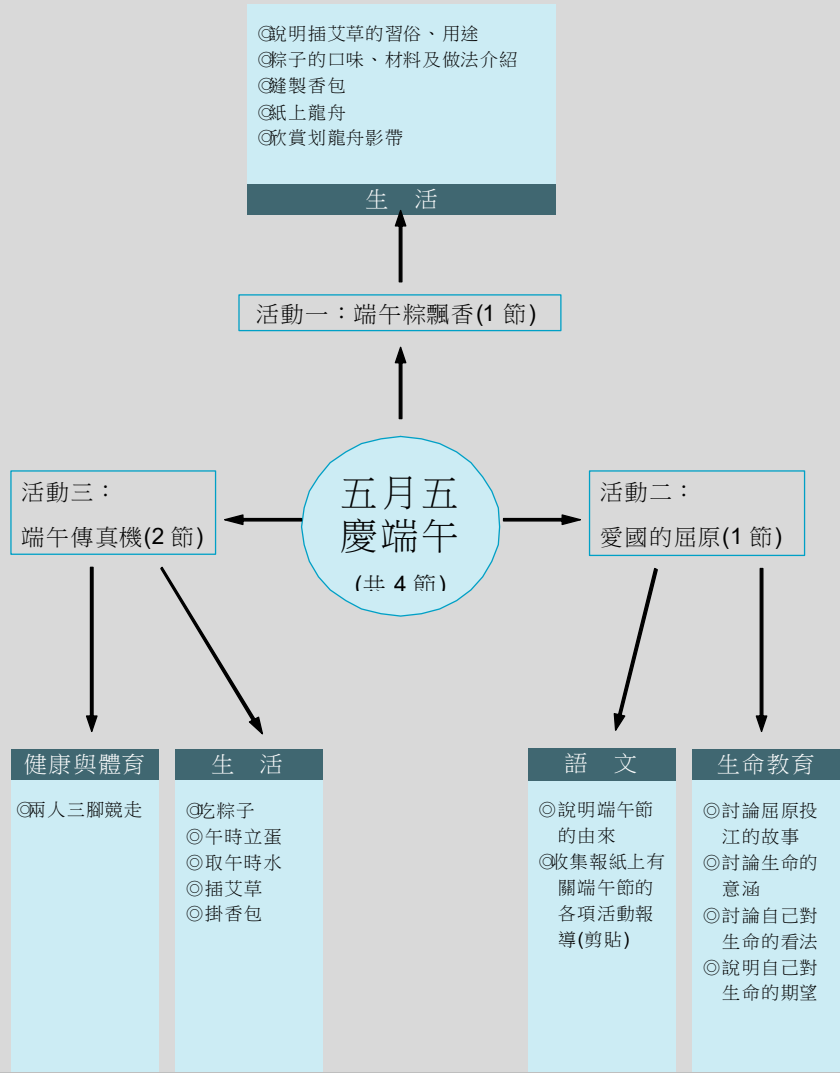 ◎說明插艾草的習俗、用途
◎粽子的口味、材料及做法介紹
◎縫製香包
◎紙上龍舟
◎欣賞划龍舟影帶
生 活
活動一：端午粽飄香(1 節)
五月五
慶端午
(共 4 節)
活動三：
端午傳真機(2 節)
活動二：
愛國的屈原(1 節)
健康與體育
◎兩人三腳競走
生 活
◎吃粽子
◎午時立蛋
◎取午時水
◎插艾草
◎掛香包
語 文
◎說明端午節
的由來
◎收集報紙上有
關端午節的
各項活動報
導(剪貼)
生命教育
◎討論屈原投
江的故事
◎討論生命的
意涵
◎討論自己對
生命的看法
◎說明自己對
生命的期望